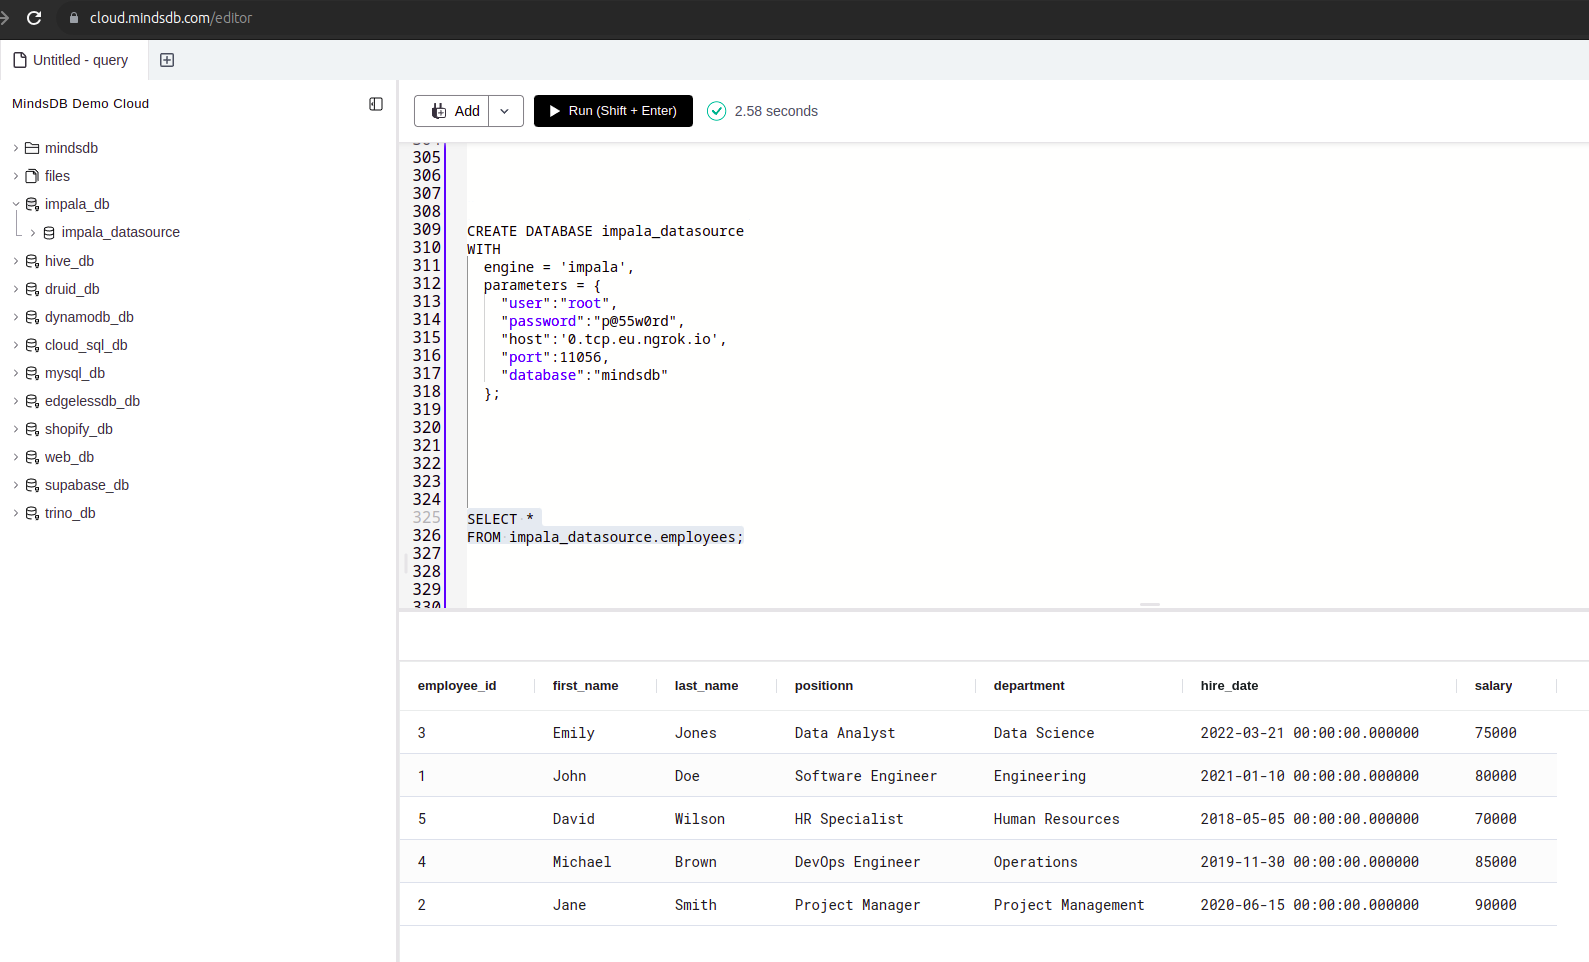 cloud.mindsdb.com/editor
Untitled - query
MindsDB Demo Cloud
mindsdb
files
impala_db
impala_datasource
hive_db
druid_db
dynamodb_db
cloud_sql_db
mysql_db
edgelessdb_db
shopify_db
web_db
supabase_db
trino_db
Add
Run (Shift + Enter)
2.58 seconds
304
305
306
307
308
309 CREATE DATABASE impala_datasource
310 WITH
311 engine = 'impala',
312 parameters = {
313 "user":"root",
314 "password":"p@55w0rd",
315 "host":'0.tcp.eu.ngrok.io',
316 "port":11056,
317 "database":"mindsdb"
318 };
319
320
321
322
323
324
325 SELECT *
326 FROM impala_datasource.employees;
327
328
329
330
employee_id first_name last_name positionn department hire_date salary
3 Emily Jones Data Analyst Data Science 2022-03-21 00:00:00.000000 75000
1 John Doe Software Engineer Engineering 2021-01-10 00:00:00.000000 80000
5 David Wilson HR Specialist Human Resources 2018-05-05 00:00:00.000000 70000
4 Michael Brown DevOps Engineer Operations 2019-11-30 00:00:00.000000 85000
2 Jane Smith Project Manager Project Management 2020-06-15 00:00:00.000000 90000